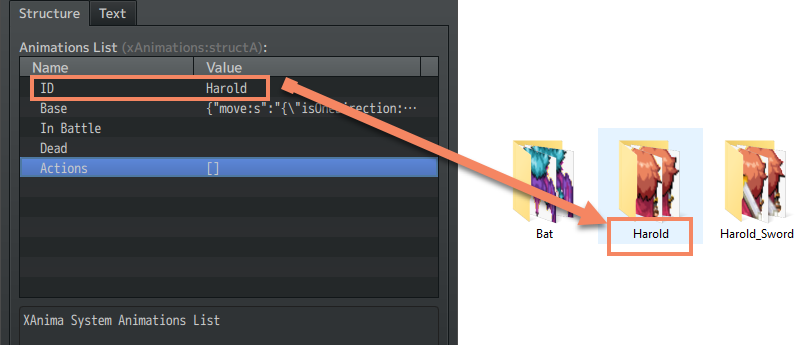 Structure
Text
Animations List (xAnimations:structA):
Name Value
ID Harold
Base {"move:s":"{\"isOneDirection:⋯
In Battle
Dead
Actions []
XAnima System Animations List
Bat
Harold
Harold_Sword